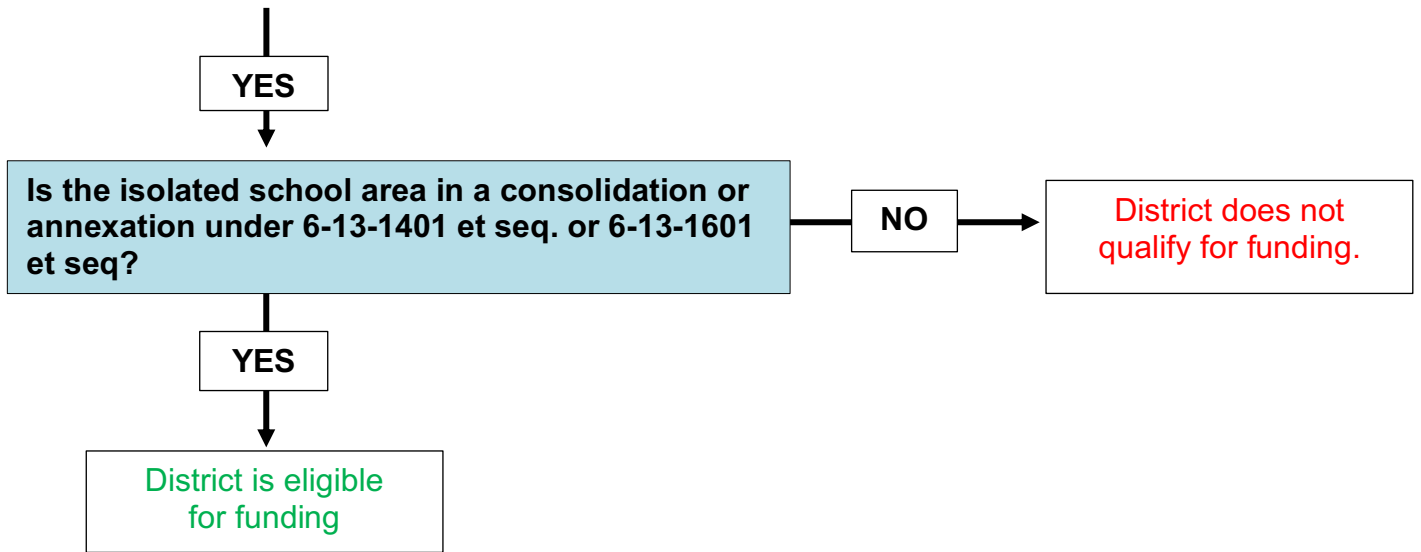 YES
Is the isolated school area in a consolidation or
annexation under 6-13-1401 et seq. or 6-13-1601
et seq?
NO
District does not
qualify for funding.
YES
District is eligible
for funding